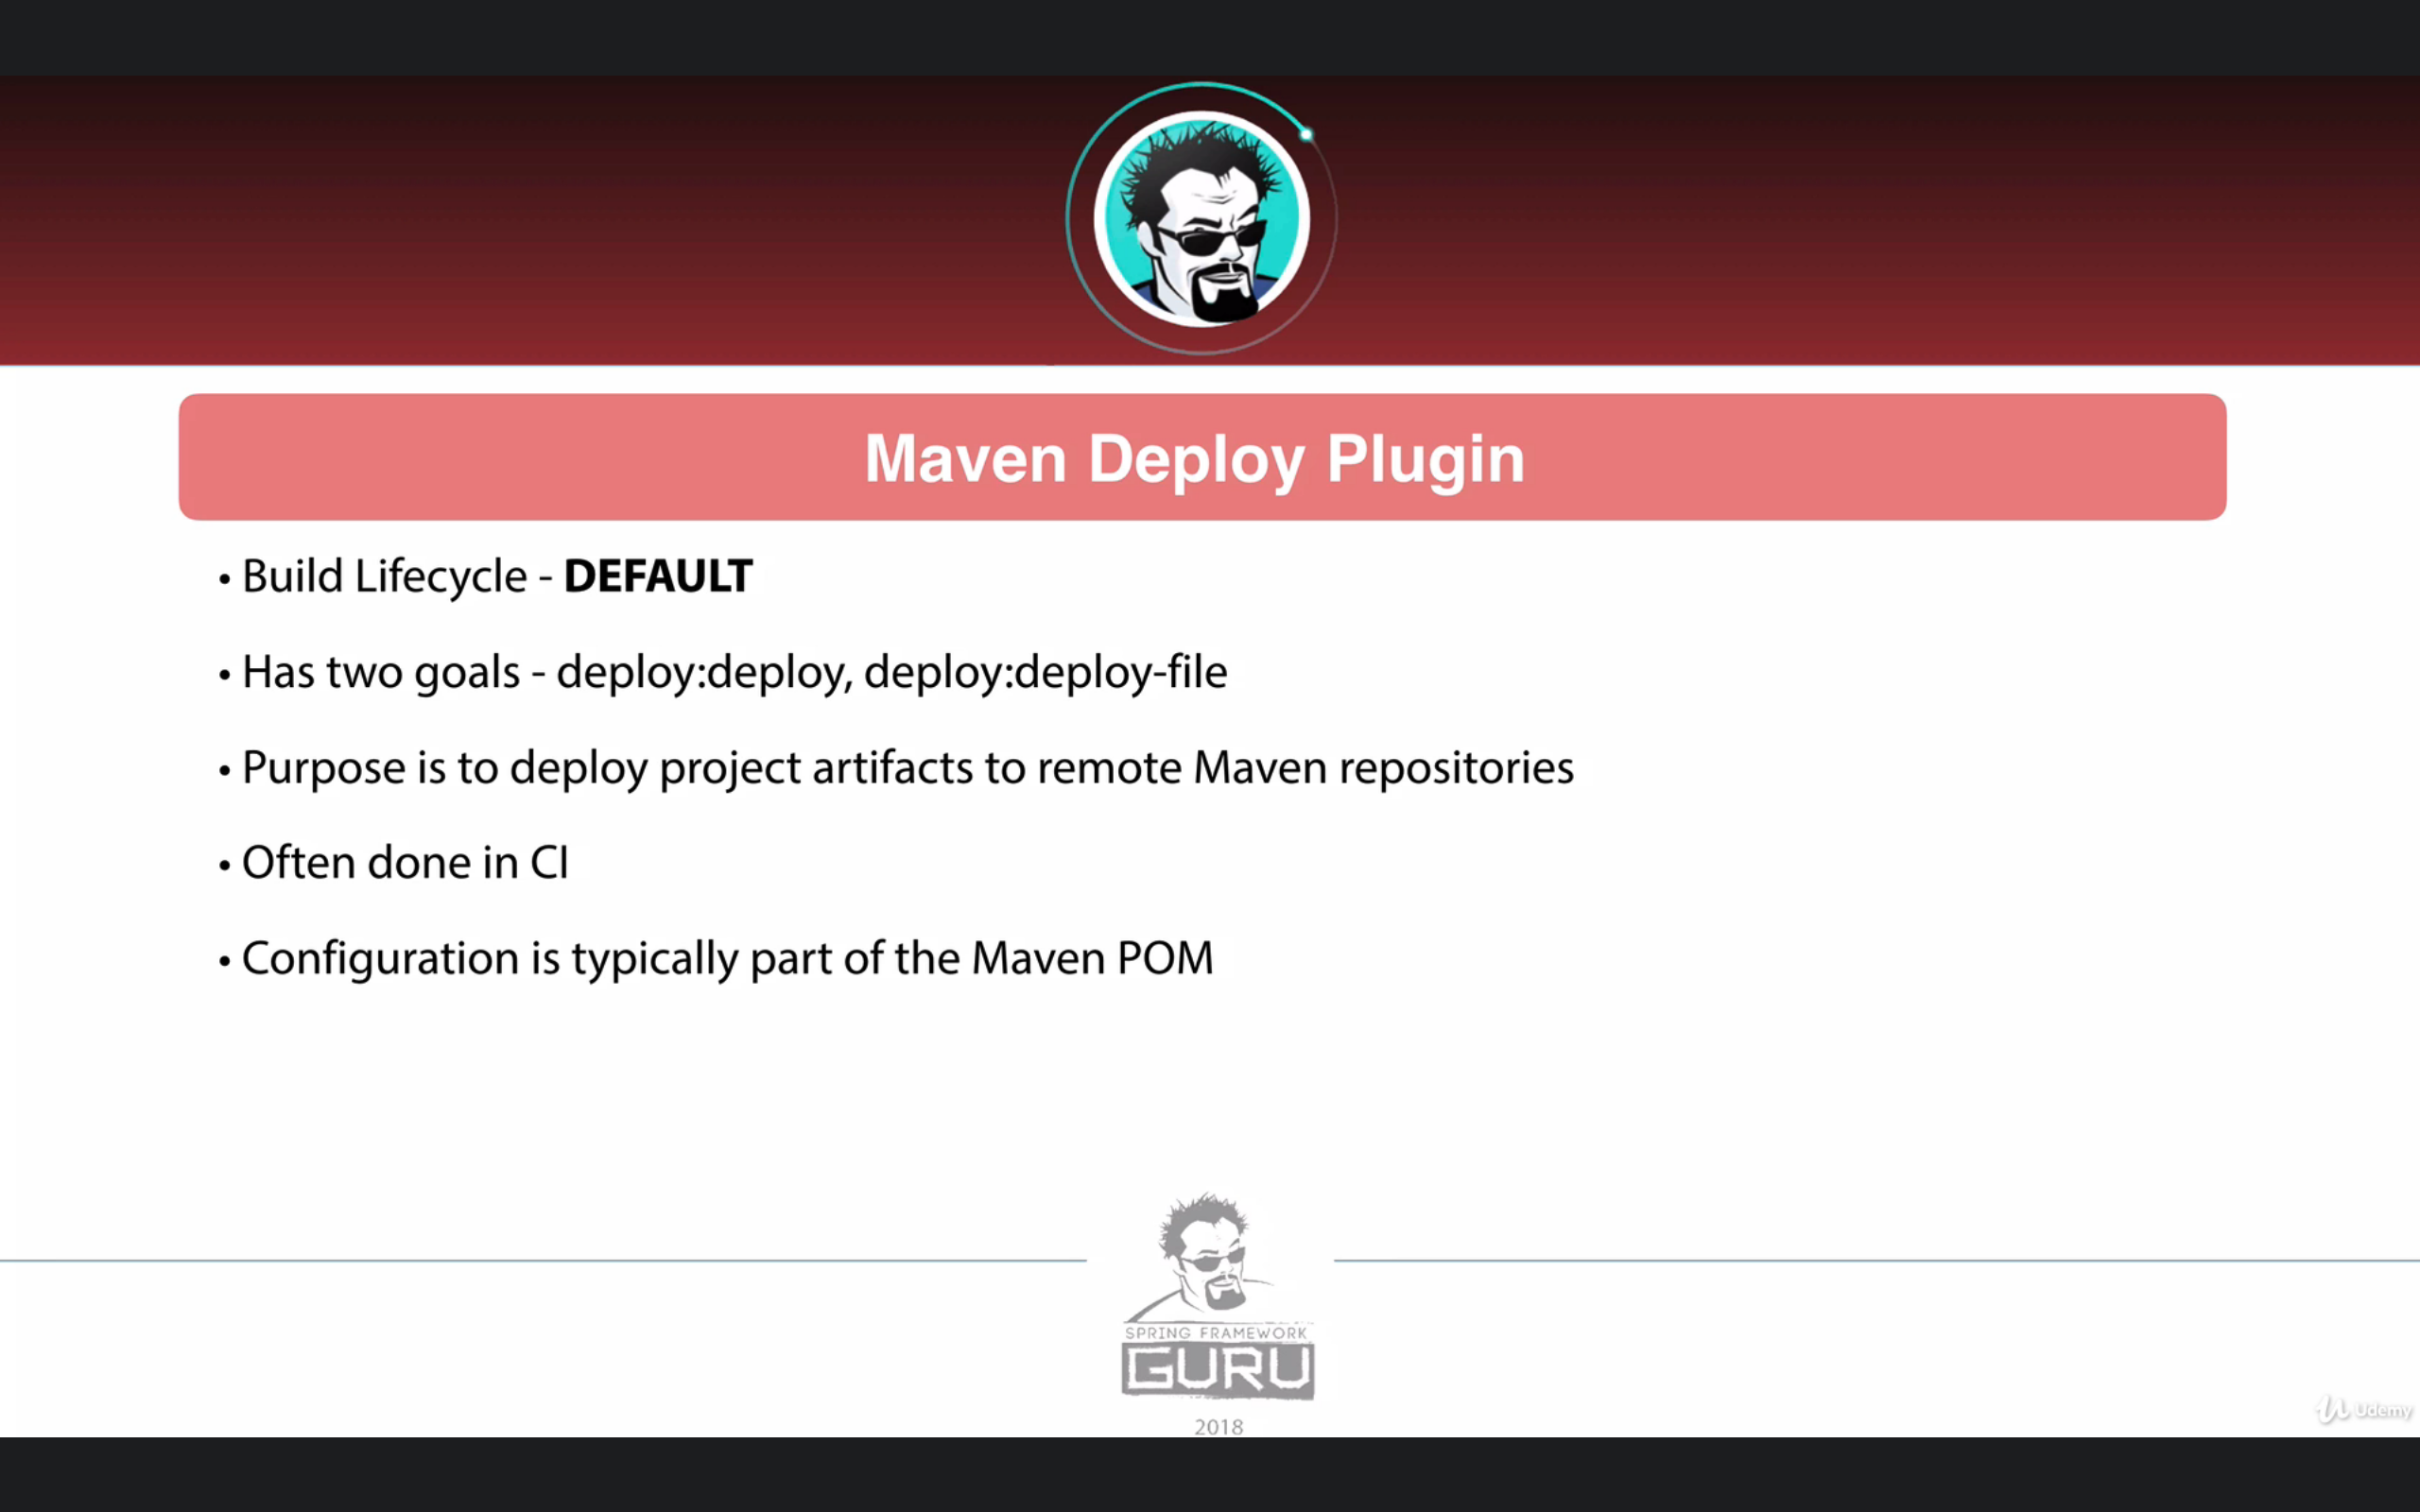 Maven Deploy Plugin
• Build Lifecycle - DEFAULT
• Has two goals - deploy:deploy, deploy:deploy-file
• Purpose is to deploy project artifacts to remote Maven repositories
• Often done in CI
• Configuration is typically part of the Maven POM
SPRING FRAMEWORK
GURU
2018
Udemy